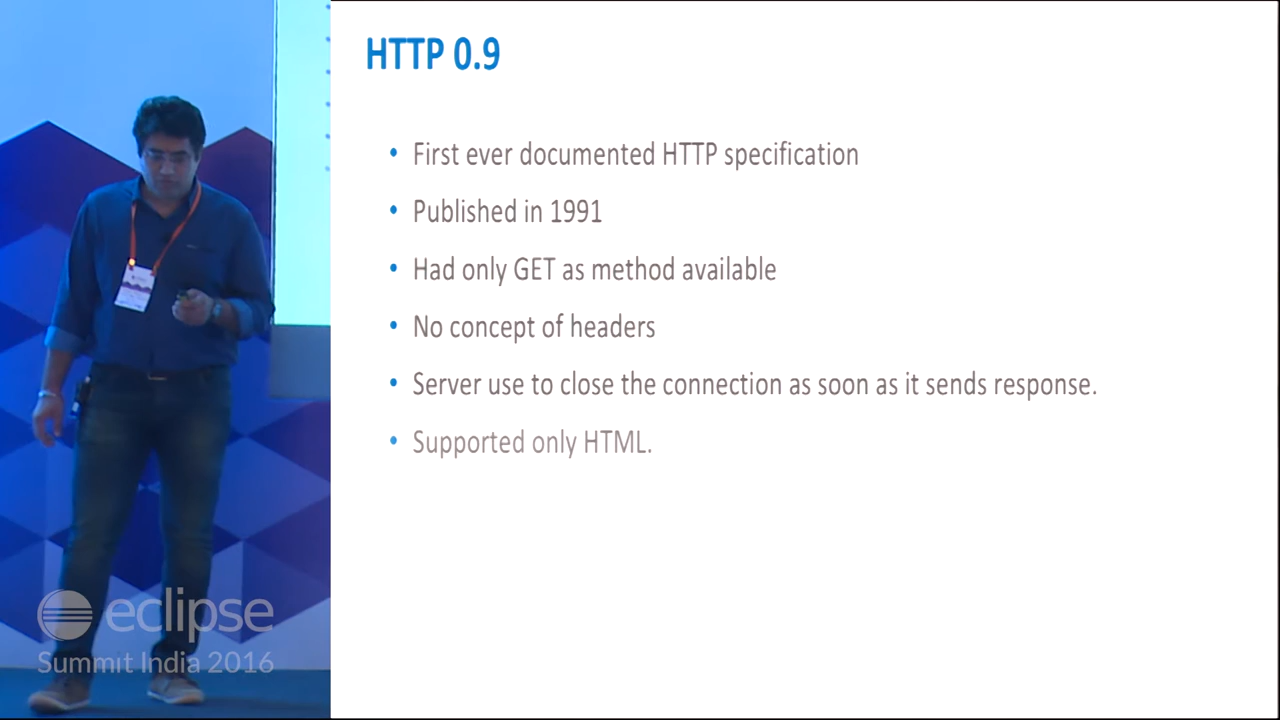 HTTP 0.9
• First ever documented HTTP specification
• Published in 1991
• Had only GET as method available
• No concept of headers
• Server use to close the connection as soon as it sends response.
• Supported only HTML.
eclipse
Summit India 2016